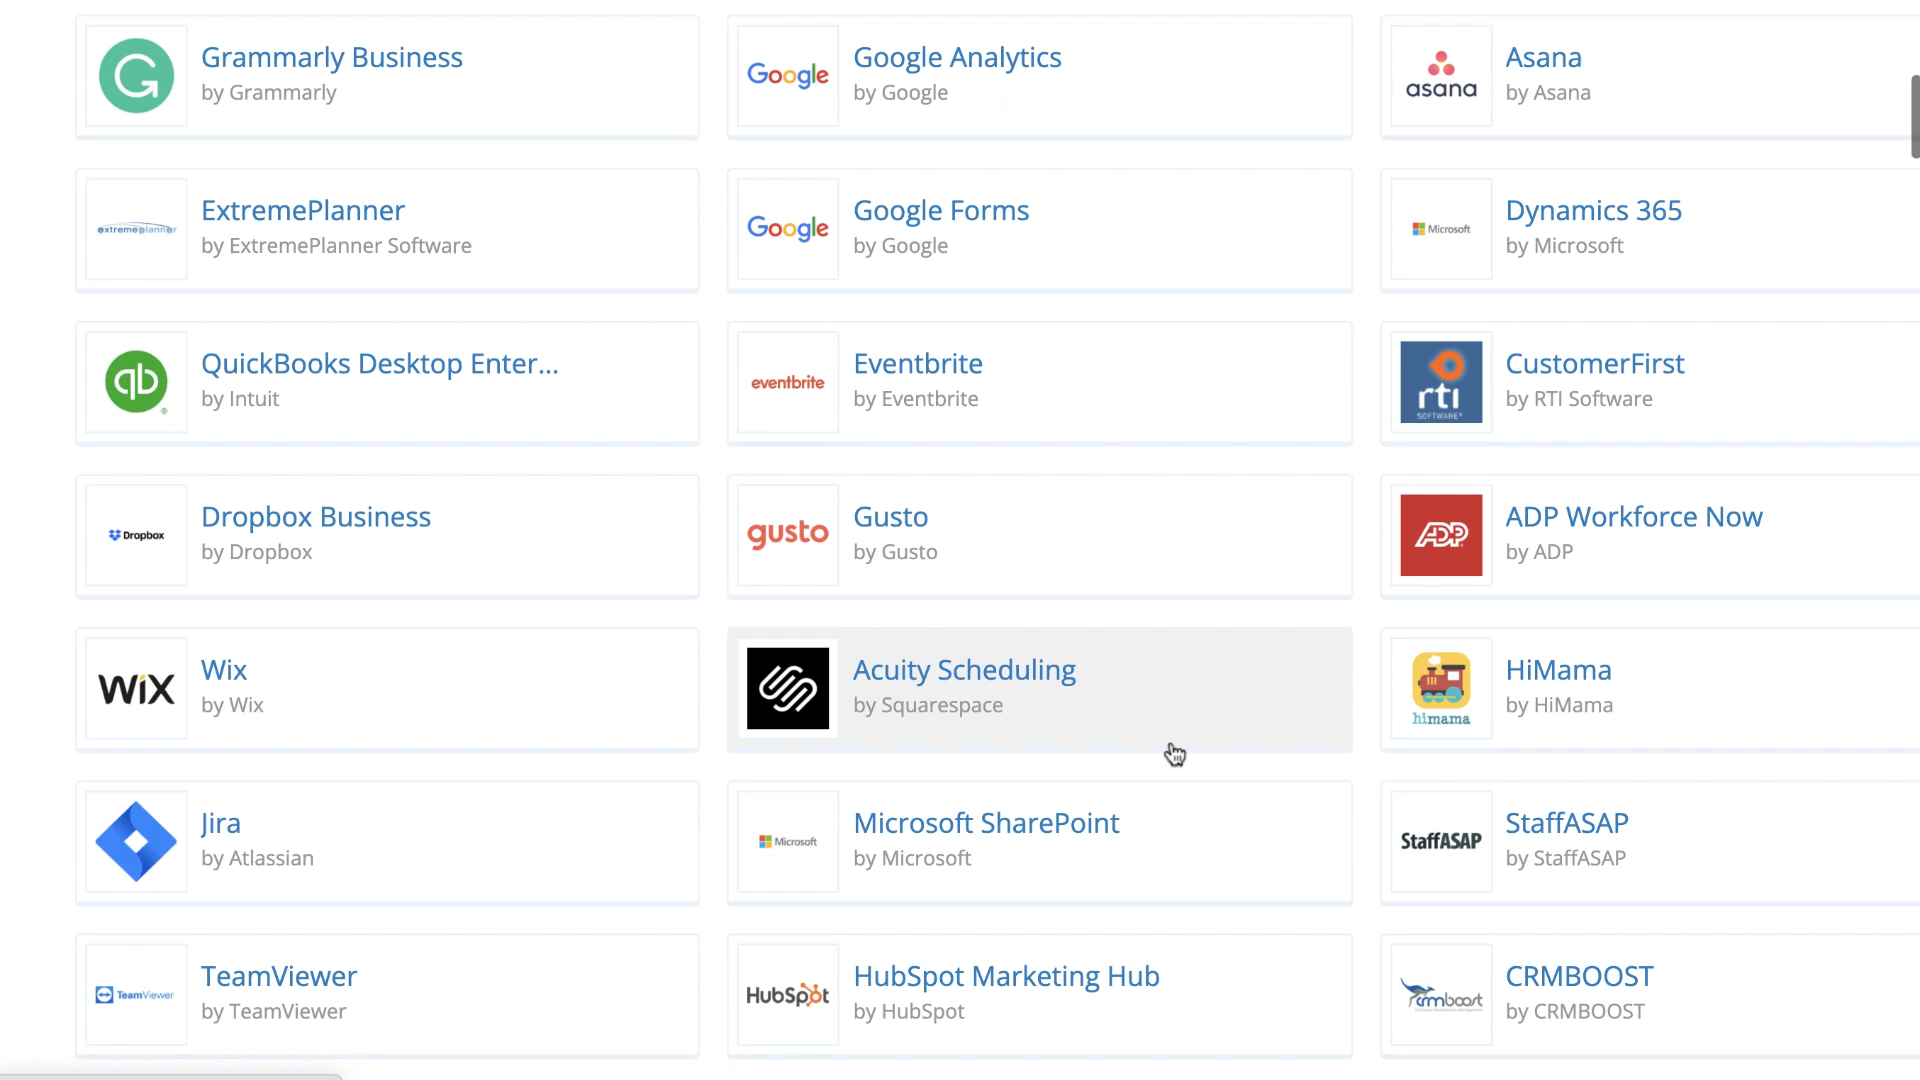 Grammarly Business
by Grammarly
Google
Google Analytics
by Google
asana
Asana
by Asana
extremeplanner
ExtremePlanner
by ExtremePlanner Software
Google
Google Forms
by Google
Microsoft
Dynamics 365
by Microsoft
qb
QuickBooks Desktop Enter...
by Intuit
eventbrite
Eventbrite
by Eventbrite
rti
SOFTWARE
CustomerFirst
by RTI Software
Dropbox
Dropbox Business
by Dropbox
gusto
Gusto
by Gusto
ADP
ADP Workforce Now
by ADP
WiX
Wix
by Wix
Acuity Scheduling
by Squarespace
himama
HiMama
by HiMama
Jira
by Atlassian
Microsoft
Microsoft SharePoint
by Microsoft
StaffASAP
StaffASAP
by StaffASAP
TeamViewer
TeamViewer
by TeamViewer
HubSpot
HubSpot Marketing Hub
by HubSpot
crmboost
CRMBOOST
by CRMBOOST